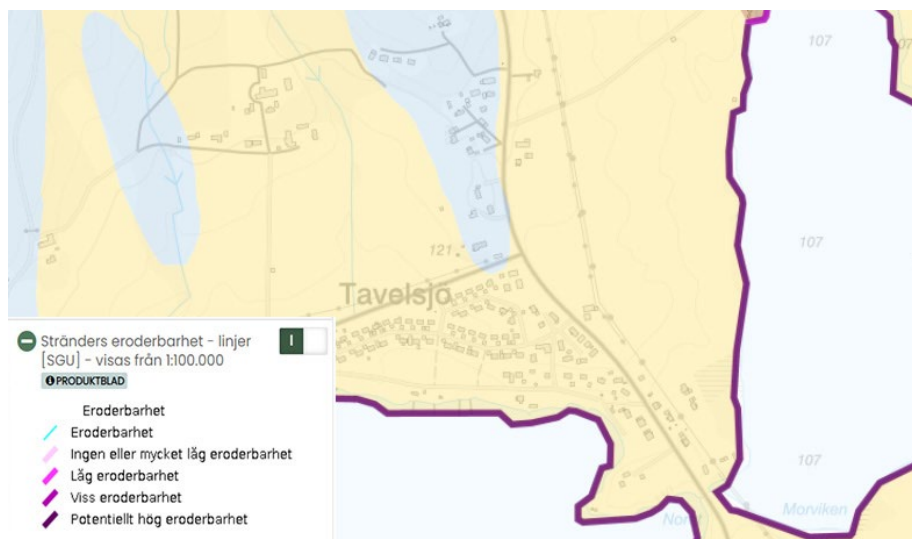 107
107
121
Tavelsjö
Stränders eroderbarhet - linjer
[SGU] - visas från 1:100.000
PRODUKTBLAD
Eroderbarhet
Eroderbarhet
Ingen eller mycket låg eroderbarhet
Låg eroderbarhet
Viss eroderbarhet
Potentiellt hög eroderbarhet
107
Morviken